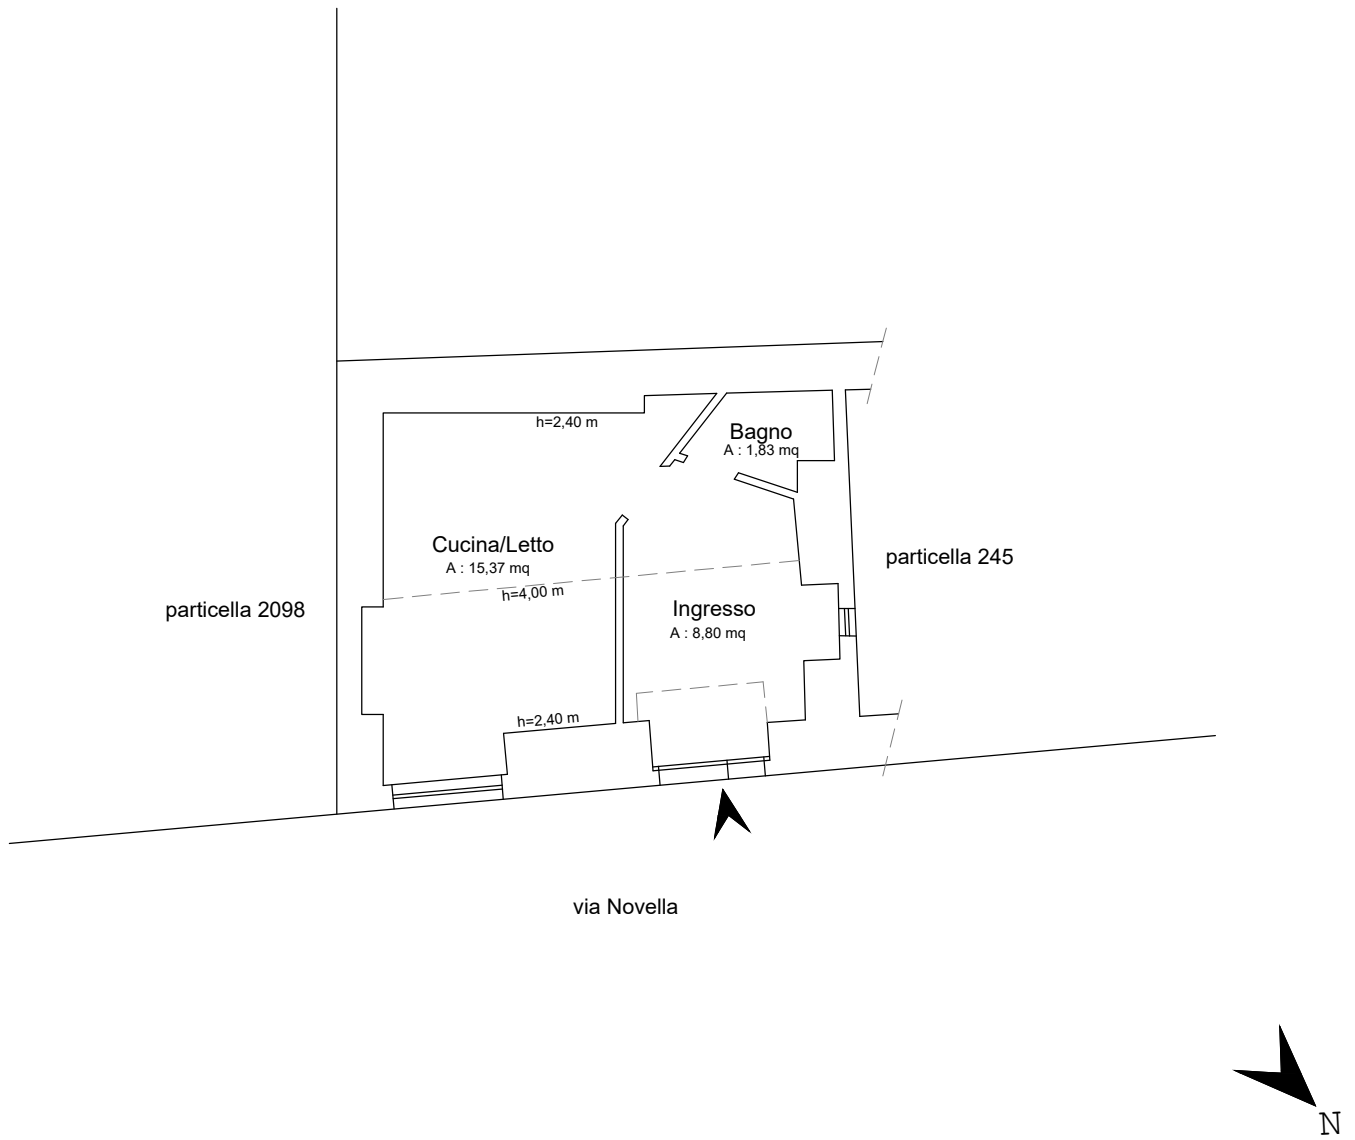 h=2,40 m
Bagno
A : 1,83 mq
Cucina/Letto
A : 15,37 mq
particella 245
h=4,00 m
particella 2098
Ingresso
A : 8,80 mq
h=2,40 m
via Novella
N